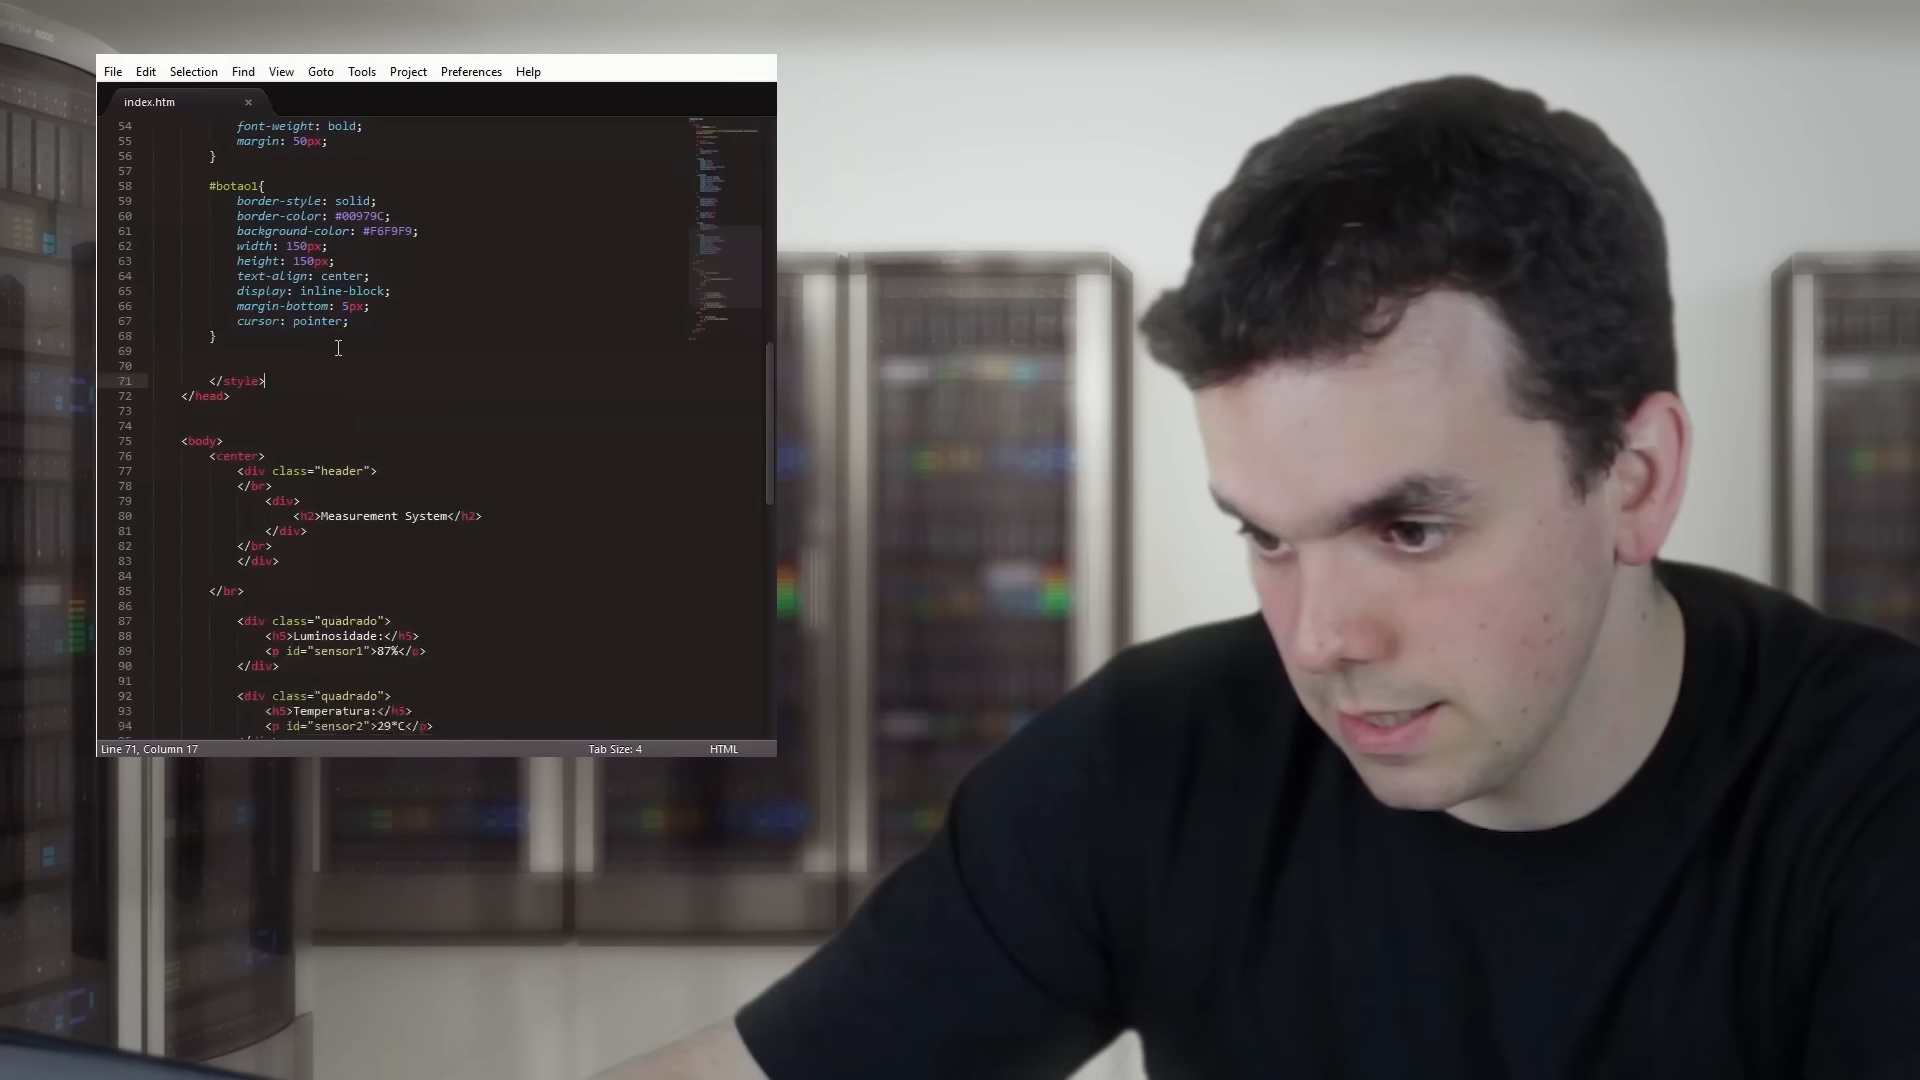 File Edit Selection Find View Goto Tools Project Preferences Help
index.htm ×
54 font-weight: bold;
55 margin: 50px;
56 }
57
58 #botao1{
59 border-style: solid;
60 border-color: #00979C;
61 background-color: #F6F9F9;
62 width: 150px;
63 height: 150px;
64 text-align: center;
65 display: inline-block;
66 margin-bottom: 5px;
67 cursor: pointer;
68 }
69
70
71 </style>
72 </head>
73
74
75 <body>
76 <center>
77 <div class="header">
78 </br>
79 <div>
80 <h2>Measurement System</h2>
81 </div>
82 </br>
83 </div>
84
85 </br>
86
87 <div class="quadrado">
88 <h5>Luminosidade:</h5>
89 <p id="sensor1">87%</p>
90 </div>
91
92 <div class="quadrado">
93 <h5>Temperatura:</h5>
94 <p id="sensor2">29*C</p>
Line 71, Column 17 Tab Size: 4 HTML